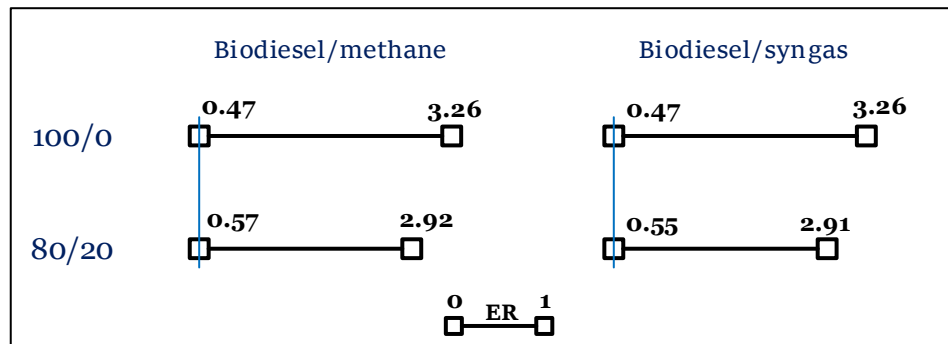 Biodiesel/methane Biodiesel/syngas
0.47 3.26 0.47 3.26
100/0
0.57 2.92 0.55 2.91
80/20
0 ER 1